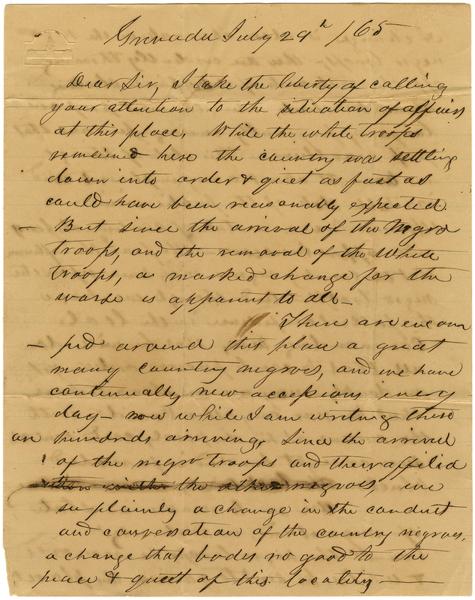 Grenada July 29th /65
Dear Sir, I take the liberty of calling
your attention to the situation of affairs
at this place. While the white troops
remained here the country was settling
down into order & quiet as fast as
could have been reasonably expected.
— But since the arrival of the Negro
troops, and the removal of the White
troops, a marked change for the
worse is apparent to all —
There are encam
— ped around this place a great
many country negroes, and we have
continually new accessions every
day — now while I am writing there
are hundreds arriving. Since the arrival
of the negro troops and their
the other negroes, we
see plainly a change in the conduct
and conversation of the country negroes,
a change that bodes no good to the
peace & quiet of this locality —